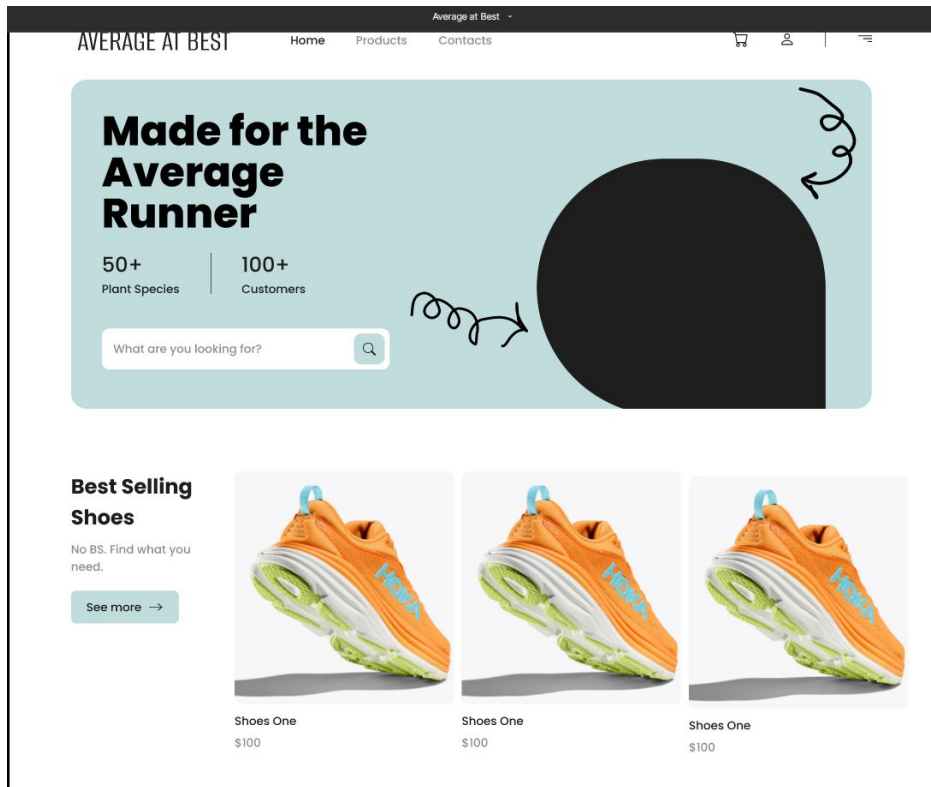 Average at Best
AVERAGE AT BEST
Home Products Contacts
Made for the
Average
Runner
50+ 100+
Plant Species Customers
What are you looking for?
Best Selling
Shoes
No BS. Find what you
need.
See more
HOKA HOKA HOKA
Shoes One Shoes One Shoes One
$100 $100 $100